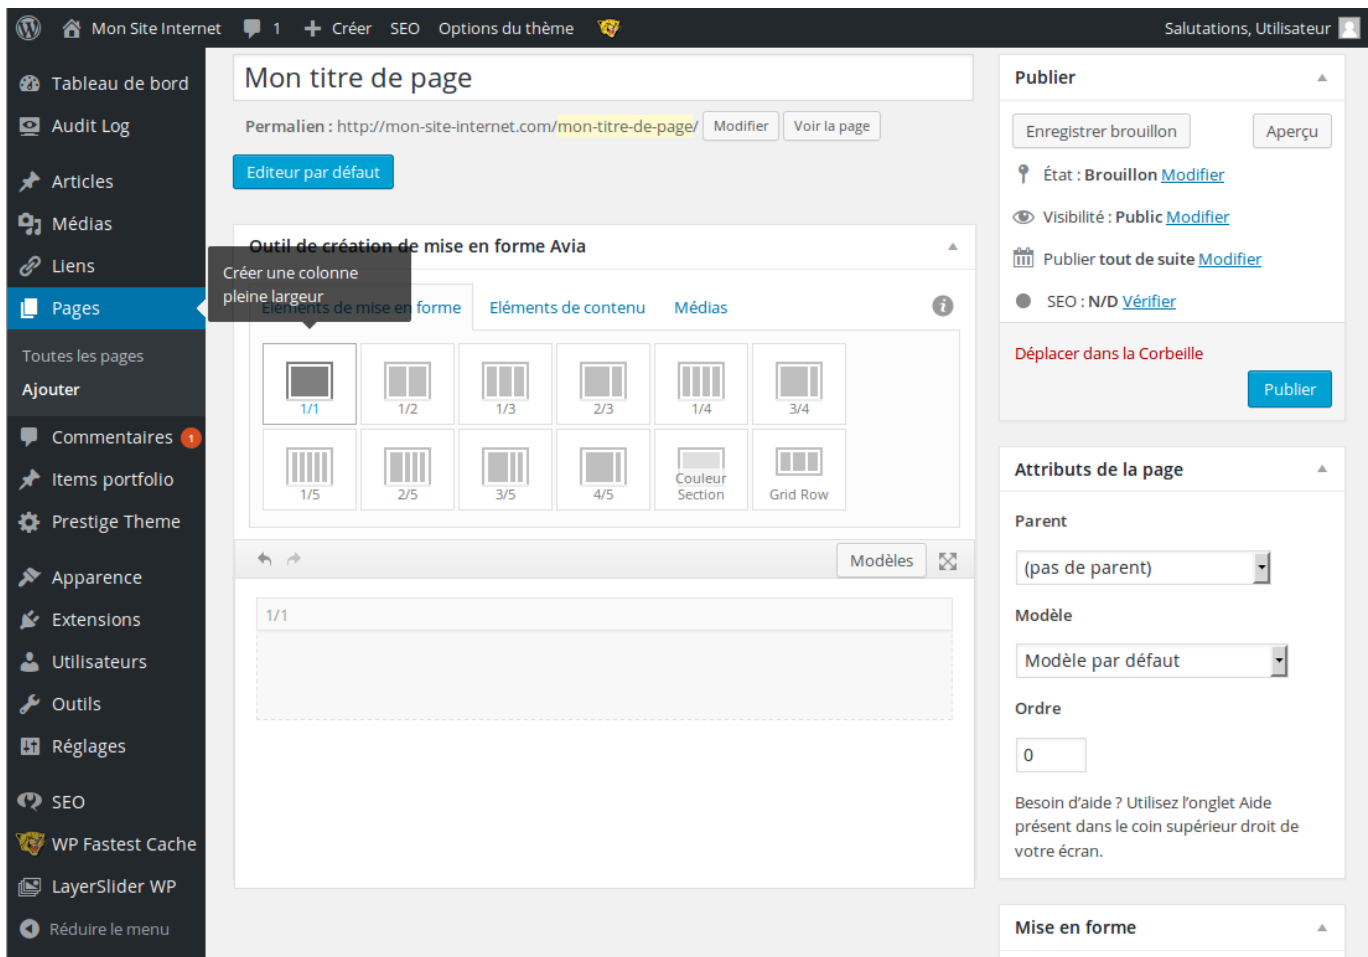 Mon Site Internet 1 Créer SEO Options du thème Salutations, Utilisateur
Tableau de bord
Audit Log
Articles
Médias
Liens
Pages
Toutes les pages
Ajouter
Commentaires 1
Items portfolio
Prestige Theme
Apparence
Extensions
Utilisateurs
Outils
Réglages
SEO
WP Fastest Cache
LayerSlider WP
Réduire le menu
Mon titre de page
Permalien : http://mon-site-internet.com/mon-titre-de-page/ Modifier Voir la page
Editeur par défaut
Outil de création de mise en forme Avia
Créer une colonne
pleine largeur
Eléments de mise en forme Eléments de contenu Médias
1/1 1/2 1/3 2/3 1/4 3/4
1/5 2/5 3/5 4/5 Couleur Section Grid Row
Modèles
1/1
Publier
Enregistrer brouillon Aperçu
État : Brouillon Modifier
Visibilité : Public Modifier
Publier tout de suite Modifier
SEO : N/D Vérifier
Déplacer dans la Corbeille
Publier
Attributs de la page
Parent
(pas de parent)
Modèle
Modèle par défaut
Ordre
0
Besoin d’aide ? Utilisez l’onglet Aide
présent dans le coin supérieur droit de
votre écran.
Mise en forme